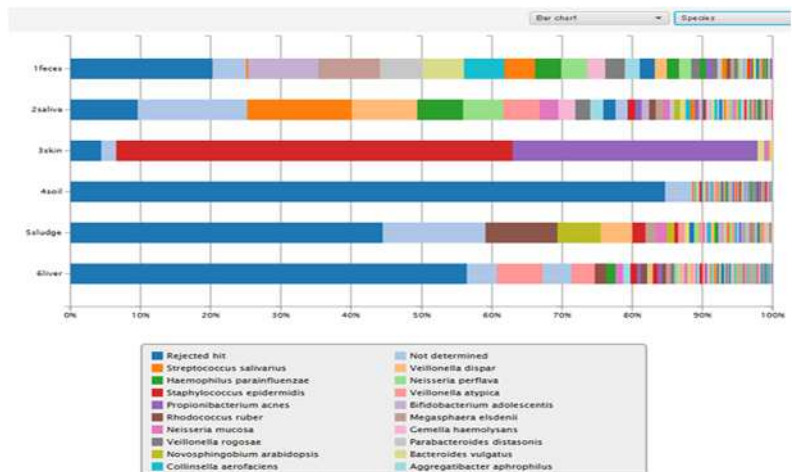 Bar chart Species
1feces
2saliva
3skin
4soil
5sludge
6liver
0% 10% 20% 30% 40% 50% 60% 70% 80% 90% 100%
Rejected hit Not determined
Streptococcus salivarius Veillonella dispar
Haemophilus parainfluenzae Neisseria perflava
Staphylococcus epidermidis Veillonella atypica
Propionibacterium acnes Bifidobacterium adolescentis
Rhodococcus ruber Megasphaera elsdenii
Neisseria mucosa Gemella haemolysans
Veillonella rogosae Parabacteroides distasonis
Novosphingobium arabidopsis Bacteroides vulgatus
Collinsella aerofaciens Aggregatibacter aphrophilus